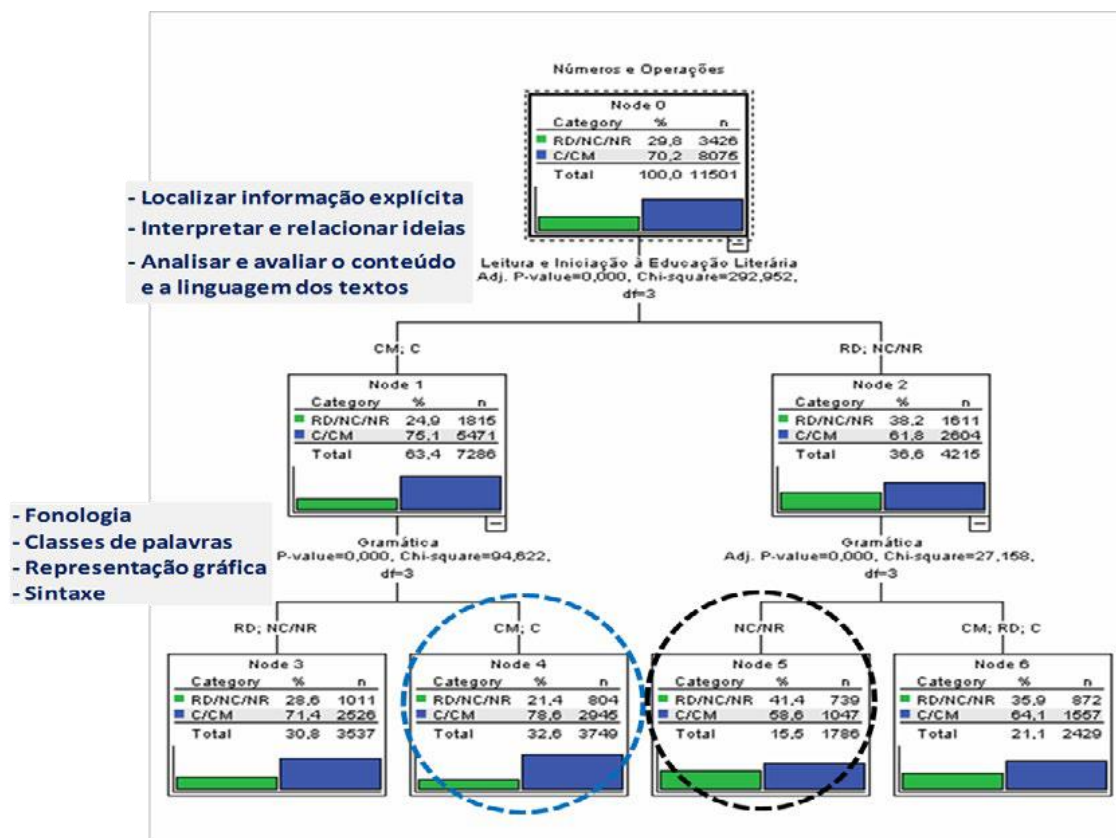 Números e Operações
Node 0
Category % n
RD/NC/NR 29,8 3426
C/CM 70,2 8075
Total 100,0 11501
- Localizar informação explícita
- Interpretar e relacionar ideias
- Analisar e avaliar o conteúdo
e a linguagem dos textos
Leitura e Iniciação à Educação Literária
Adj. P-value=0,000, Chi-square=292,952,
df=3
CM; C
RD; NC/NR
Node 1
Category % n
RD/NC/NR 24,9 1815
C/CM 75,1 5471
Total 63,4 7286
Node 2
Category % n
RD/NC/NR 38,2 1611
C/CM 61,8 2604
Total 36,6 4215
- Fonologia
- Classes de palavras
- Representação gráfica
- Sintaxe
Gramática
P-value=0,000, Chi-square=94,622,
df=3
Gramática
Adj. P-value=0,000, Chi-square=27,158,
df=3
RD; NC/NR
CM; C
NC/NR
CM; RD; C
Node 3
Category % n
RD/NC/NR 28,6 1011
C/CM 71,4 2526
Total 30,8 3537
Node 4
Category % n
RD/NC/NR 21,4 804
C/CM 78,6 2945
Total 32,6 3749
Node 5
Category % n
RD/NC/NR 41,4 739
C/CM 58,6 1047
Total 15,5 1786
Node 6
Category % n
RD/NC/NR 35,9 872
C/CM 64,1 1557
Total 21,1 2429